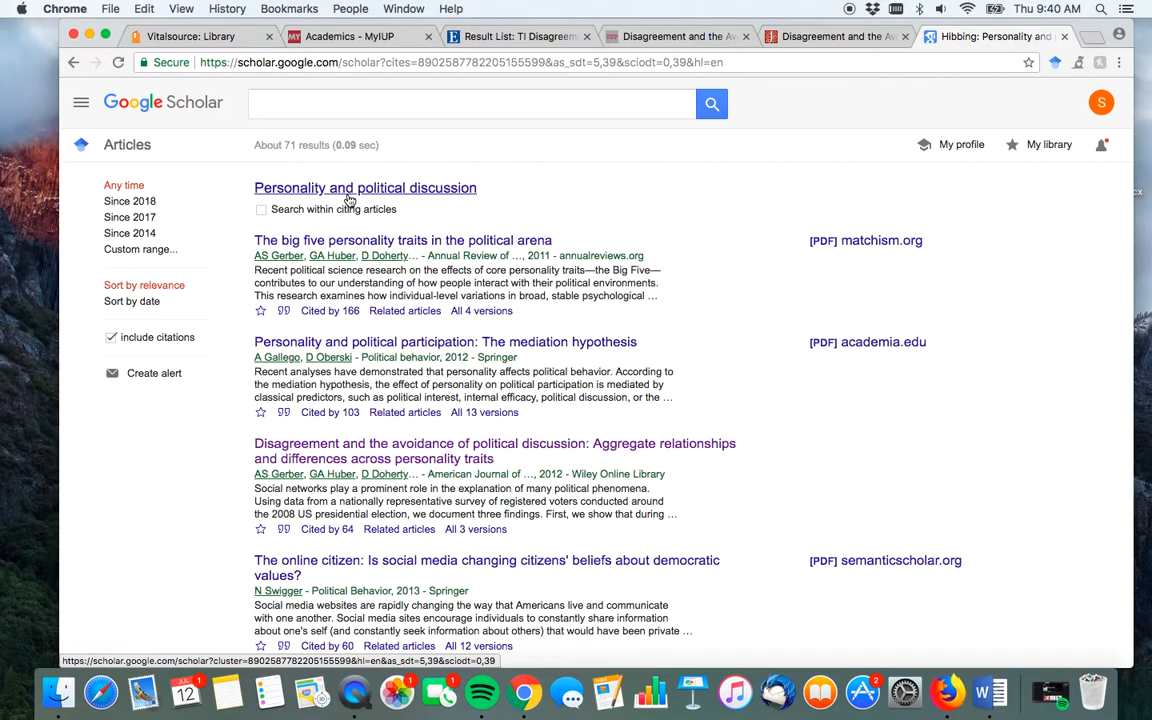 Chrome File Edit View History Bookmarks People Window Help Thu 9:40 AM
Vitalsource: Library Academics - MyIUP Result List: TI Disagreem Disagreement and the Av Disagreement and the Av Hibbing: Personality and p
Secure https://scholar.google.com/scholar?cites=8902587782205155599&as_sdt=5,39&sciodt=0,39&hl=en
Google Scholar
S
Articles About 71 results (0.09 sec) My profile My library
Any time
Since 2018
Since 2017
Since 2014
Custom range...
Sort by relevance
Sort by date
include citations
Create alert
Personality and political discussion
Search within citing articles
The big five personality traits in the political arena [PDF] matchism.org
AS Gerber, GA Huber, D Doherty... - Annual Review of ..., 2011 - annualreviews.org
Recent political science research on the effects of core personality traits—the Big Five—
contributes to our understanding of how people interact with their political environments.
This research examines how individual-level variations in broad, stable psychological ...
Cited by 166 Related articles All 4 versions
Personality and political participation: The mediation hypothesis [PDF] academia.edu
A Gallego, D Oberski - Political behavior, 2012 - Springer
Recent analyses have demonstrated that personality affects political behavior. According to
the mediation hypothesis, the effect of personality on political participation is mediated by
classical predictors, such as political interest, internal efficacy, political discussion, or the ...
Cited by 103 Related articles All 13 versions
Disagreement and the avoidance of political discussion: Aggregate relationships
and differences across personality traits
AS Gerber, GA Huber, D Doherty... - American Journal of ..., 2012 - Wiley Online Library
Social networks play a prominent role in the explanation of many political phenomena.
Using data from a nationally representative survey of registered voters conducted around
the 2008 US presidential election, we document three findings. First, we show that during ...
Cited by 64 Related articles All 3 versions
The online citizen: Is social media changing citizens' beliefs about democratic
values? [PDF] semanticscholar.org
N Swigger - Political Behavior, 2013 - Springer
Social media websites are rapidly changing the way that Americans live and communicate
with one another. Social media sites encourage individuals to constantly share information
about one's self (and constantly seek information about others) that would have been private ...
Cited by 60 Related articles All 12 versions
https://scholar.google.com/scholar?cluster=8902587782205155599&hl=en&as_sdt=5,39&sciodt=0,39
JUL 12 1 1 1 2 1